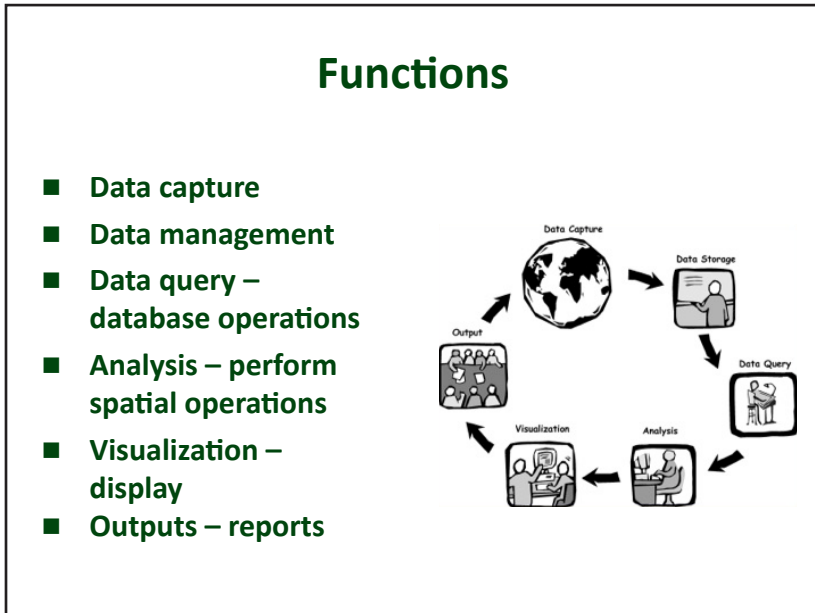 Functions
■ Data capture
■ Data management
■ Data query –
database operations
■ Analysis – perform
spatial operations
■ Visualization –
display
■ Outputs – reports
Data Capture
Data Storage
Data Query
Analysis
Visualization
Output